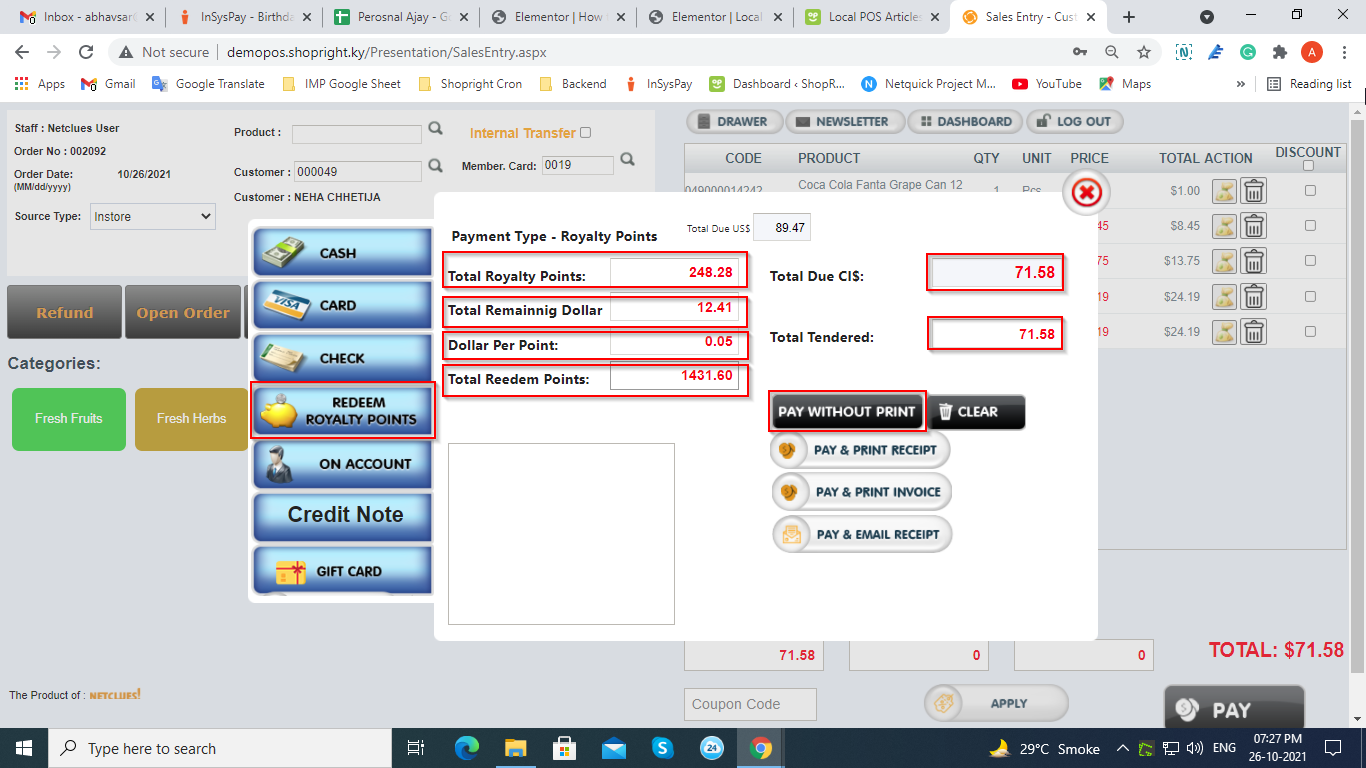 Inbox - abhavsar@
InSysPay - Birthda
Perosnal Ajay - G
Elementor | How
Elementor | Local
Local POS Articles
Sales Entry - Cust
Not secure | demopos.shopright.ky/Presentation/SalesEntry.aspx
A
Apps
Gmail
Google Translate
IMP Google Sheet
Shopright Cron
Backend
InSysPay
Dashboard ‹ ShopR...
Netquick Project M...
YouTube
Maps
»
Reading list
Staff : Netclues User
Order No : 002092
Order Date: 10/26/2021
(MM/dd/yyyy)
Source Type: Instore
Product :
Customer : 000049
Customer : NEHA CHHETIJA
Internal Transfer
Member. Card: 0019
DRAWER
NEWSLETTER
DASHBOARD
LOG OUT
CODE PRODUCT QTY UNIT PRICE TOTAL ACTION DISCOUNT
049000014242 Coca Cola Fanta Grape Can 12 1 Pcs $1.00
45 $8.45
75 $13.75
19 $24.19
19 $24.19
Refund
Open Order
Categories:
Fresh Fruits
Fresh Herbs
CASH
VISA
CARD
CHECK
REDEEM
ROYALTY POINTS
ON ACCOUNT
Credit Note
GIFT CARD
Payment Type - Royalty Points
Total Due US$ 89.47
Total Royalty Points: 248.28
Total Remainnig Dollar 12.41
Dollar Per Point: 0.05
Total Reedem Points: 1431.60
Total Due CI$: 71.58
Total Tendered: 71.58
PAY WITHOUT PRINT
CLEAR
PAY & PRINT RECEIPT
PAY & PRINT INVOICE
PAY & EMAIL RECEIPT
71.58
0
0
TOTAL: $71.58
The Product of : NETCLUES!
Coupon Code
APPLY
PAY
Type here to search
24
29°C Smoke
ENG
07:27 PM
26-10-2021